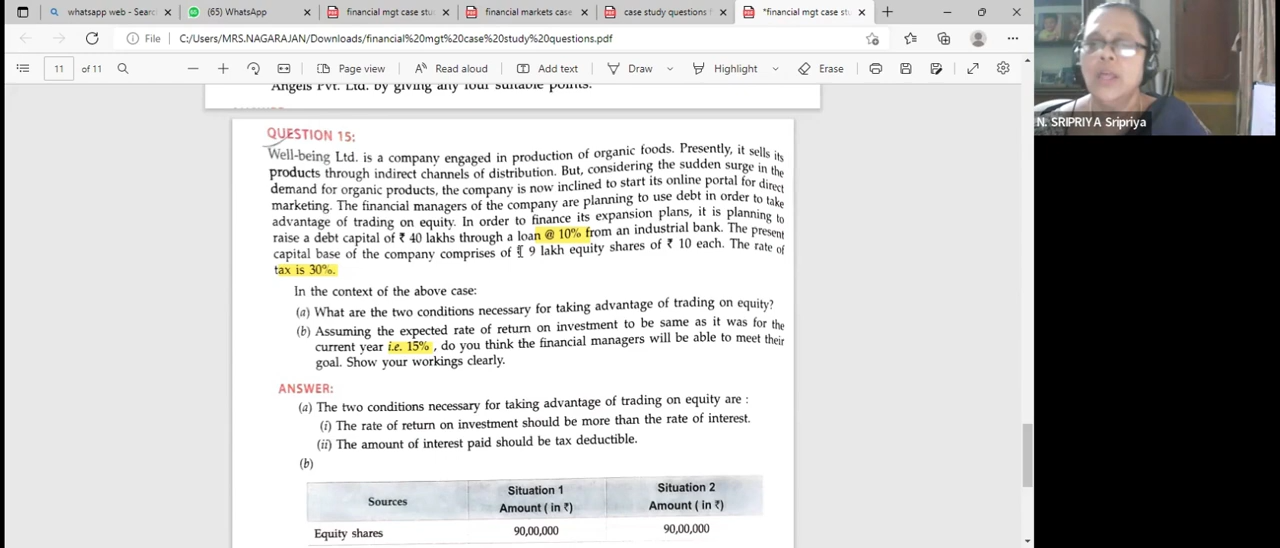 whatsapp web - Searc
(65) WhatsApp
financial mgt case stu
financial markets case
case study questions f
*financial mgt case stu
File
C:/Users/MRS.NAGARAJAN/Downloads/financial%20mgt%20case%20study%20questions.pdf
11 of 11
Page view
Read aloud
Add text
Draw
Highlight
Erase
Angels Pvt. Ltd. by giving any four suitable points.
QUESTION 15:
Well-being Ltd. is a company engaged in production of organic foods. Presently, it sells its
products through indirect channels of distribution. But, considering the sudden surge in the
demand for organic products, the company is now inclined to start its online portal for direct
marketing. The financial managers of the company are planning to use debt in order to take
advantage of trading on equity. In order to finance its expansion plans, it is planning to
raise a debt capital of ₹ 40 lakhs through a loan @ 10% from an industrial bank. The present
capital base of the company comprises of ₹ 9 lakh equity shares of ₹ 10 each. The rate of
tax is 30%.
In the context of the above case:
(a) What are the two conditions necessary for taking advantage of trading on equity?
(b) Assuming the expected rate of return on investment to be same as it was for the
current year i.e. 15% , do you think the financial managers will be able to meet their
goal. Show your workings clearly.
ANSWER:
(a) The two conditions necessary for taking advantage of trading on equity are :
(i) The rate of return on investment should be more than the rate of interest.
(ii) The amount of interest paid should be tax deductible.
(b)
Sources
Situation 1
Amount ( in ₹)
Situation 2
Amount ( in ₹)
Equity shares
90,00,000
90,00,000
N. SRIPRIYA Sripriya